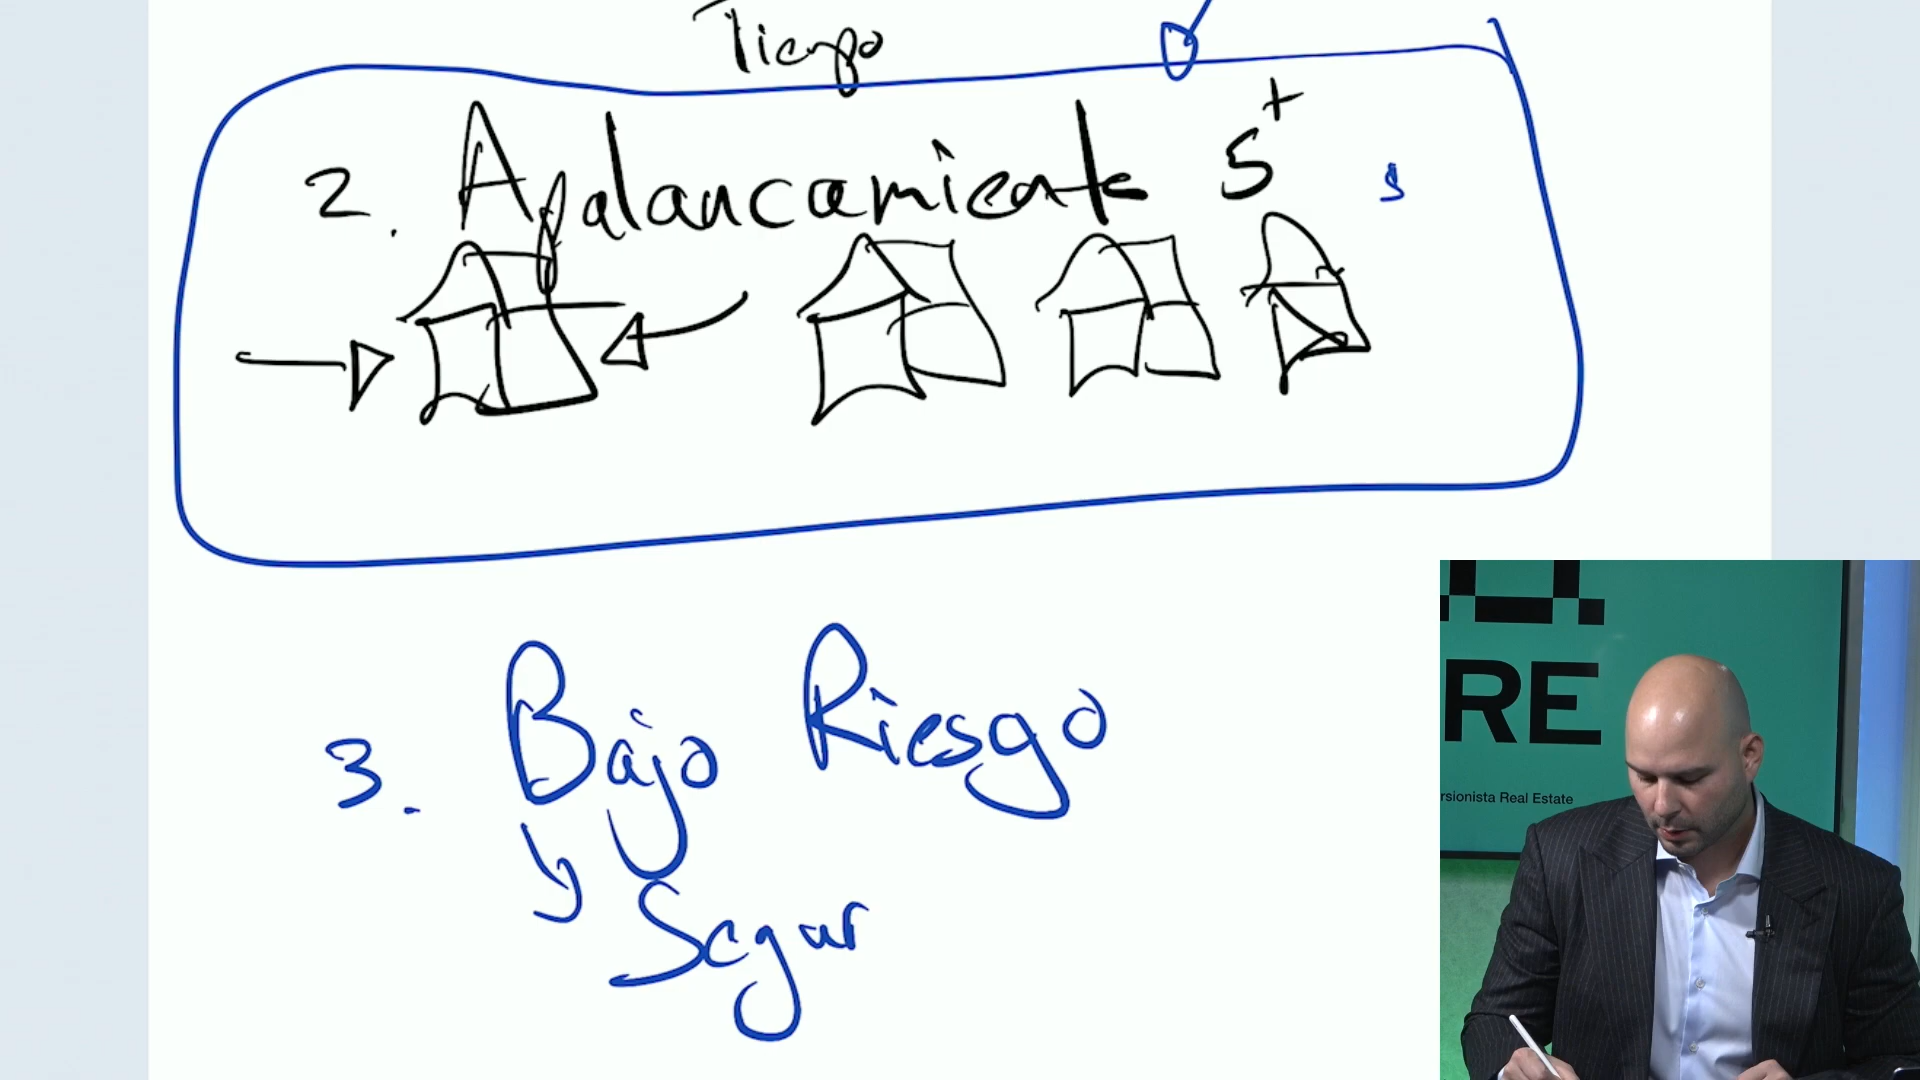 Tiempo
2. Apalancamiento 5+ s
3. Bajo Riesgo
Segur
RE
rsionista Real Estate